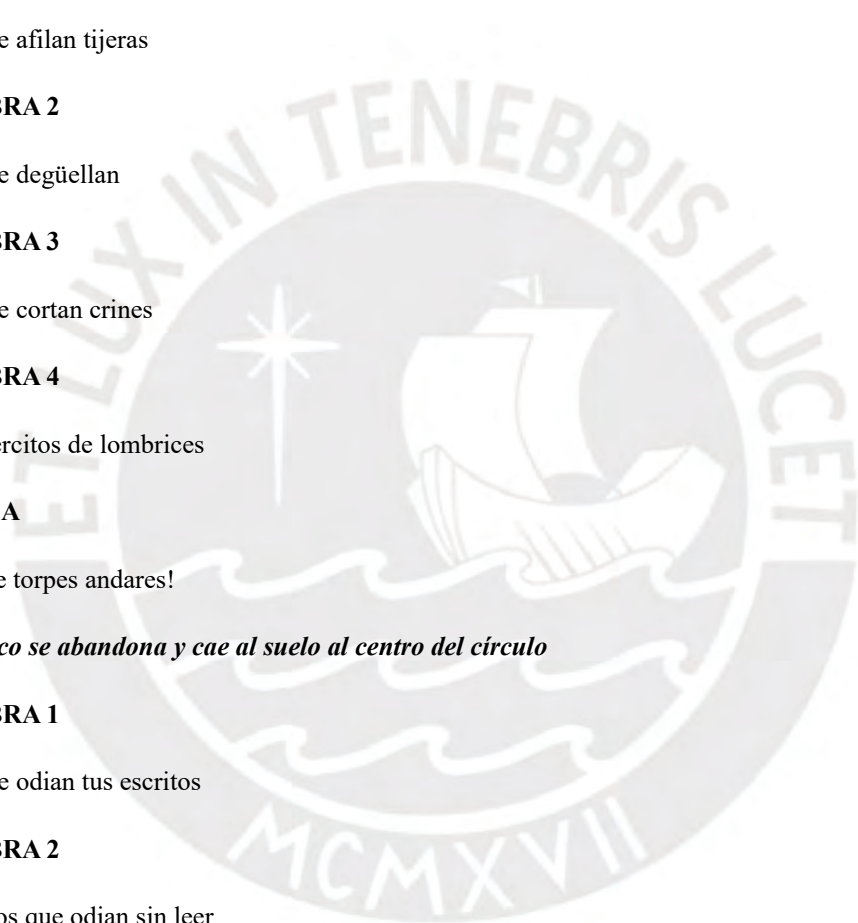 e afilan tijeras
BRA 2
e degüellan
BRA 3
e cortan crines
BRA 4
ércitos de lombrices
A
e torpes andares!
co se abandona y cae al suelo al centro del círculo
BRA 1
e odian tus escritos
BRA 2
os que odian sin leer
ET LUX IN TENEBRIS LUCET
MCMXVII